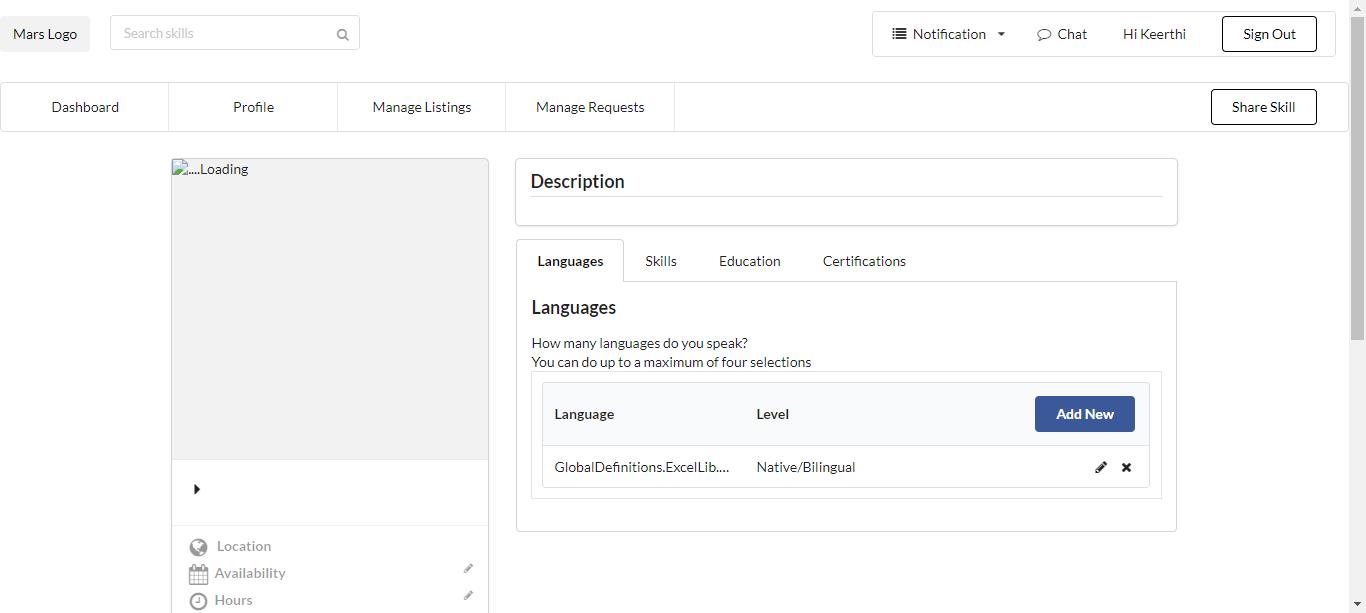 Mars Logo
Search skills
Notification
Chat
Hi Keerthi
Sign Out
Dashboard
Profile
Manage Listings
Manage Requests
Share Skill
....Loading
Description
Languages
Skills
Education
Certifications
Languages
How many languages do you speak?
You can do up to a maximum of four selections
Language
Level
Add New
GlobalDefinitions.ExcelLib....
Native/Bilingual
Location
Availability
Hours